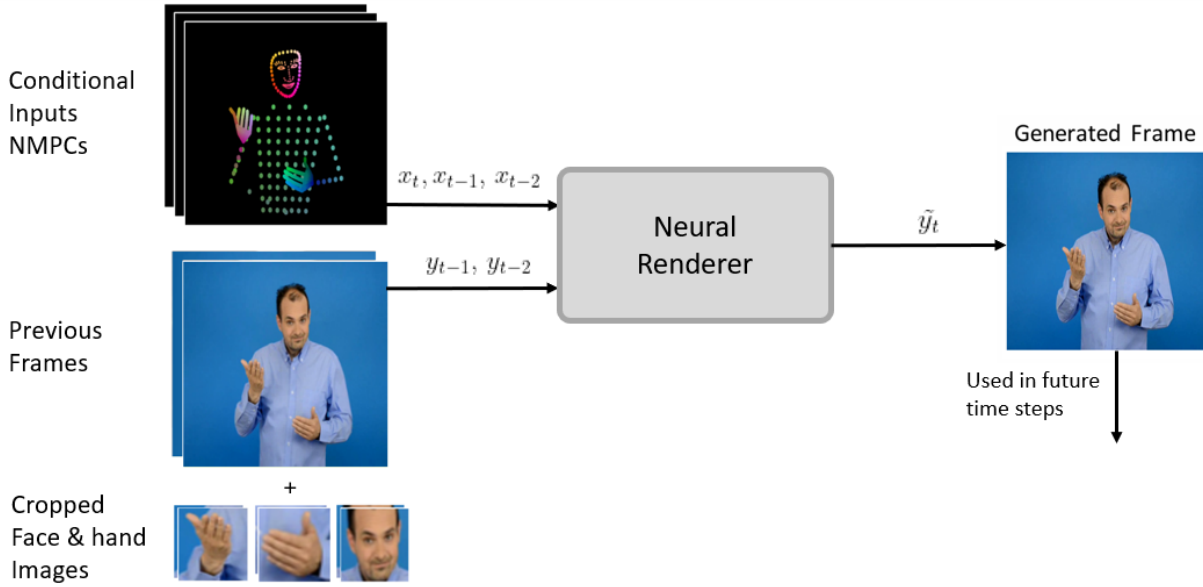 Conditional
Inputs
NMPCs
x_t, x_{t-1}, x_{t-2}
Neural
Renderer
ỹ_t
Generated Frame
y_{t-1}, y_{t-2}
Previous
Frames
Used in future
time steps
+
Cropped
Face & hand
Images